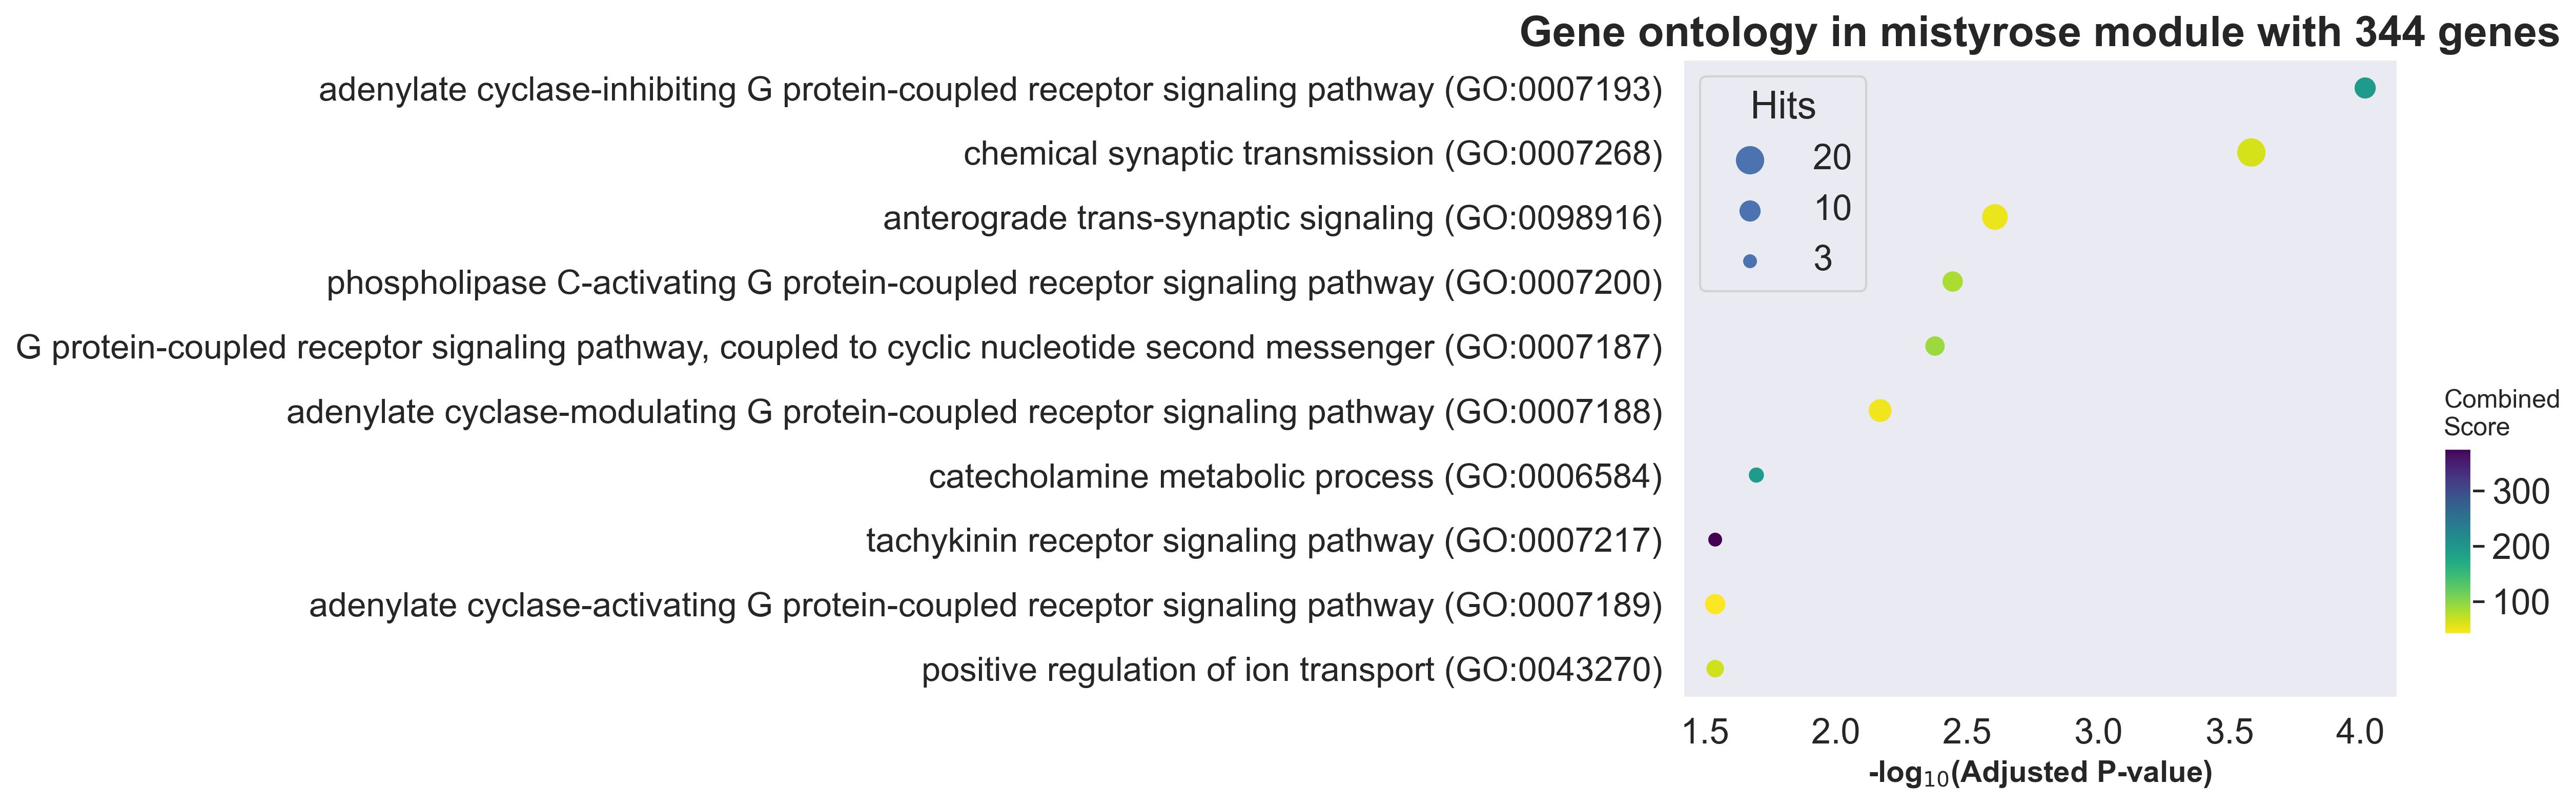 Gene ontology in mistyrose module with 344 genes
adenylate cyclase-inhibiting G protein-coupled receptor signaling pathway (GO:0007193)
chemical synaptic transmission (GO:0007268)
anterograde trans-synaptic signaling (GO:0098916)
phospholipase C-activating G protein-coupled receptor signaling pathway (GO:0007200)
G protein-coupled receptor signaling pathway, coupled to cyclic nucleotide second messenger (GO:0007187)
adenylate cyclase-modulating G protein-coupled receptor signaling pathway (GO:0007188)
catecholamine metabolic process (GO:0006584)
tachykinin receptor signaling pathway (GO:0007217)
adenylate cyclase-activating G protein-coupled receptor signaling pathway (GO:0007189)
positive regulation of ion transport (GO:0043270)
Hits
20
10
3
Combined
Score
300
200
100
1.5 2.0 2.5 3.0 3.5 4.0
-log10(Adjusted P-value)